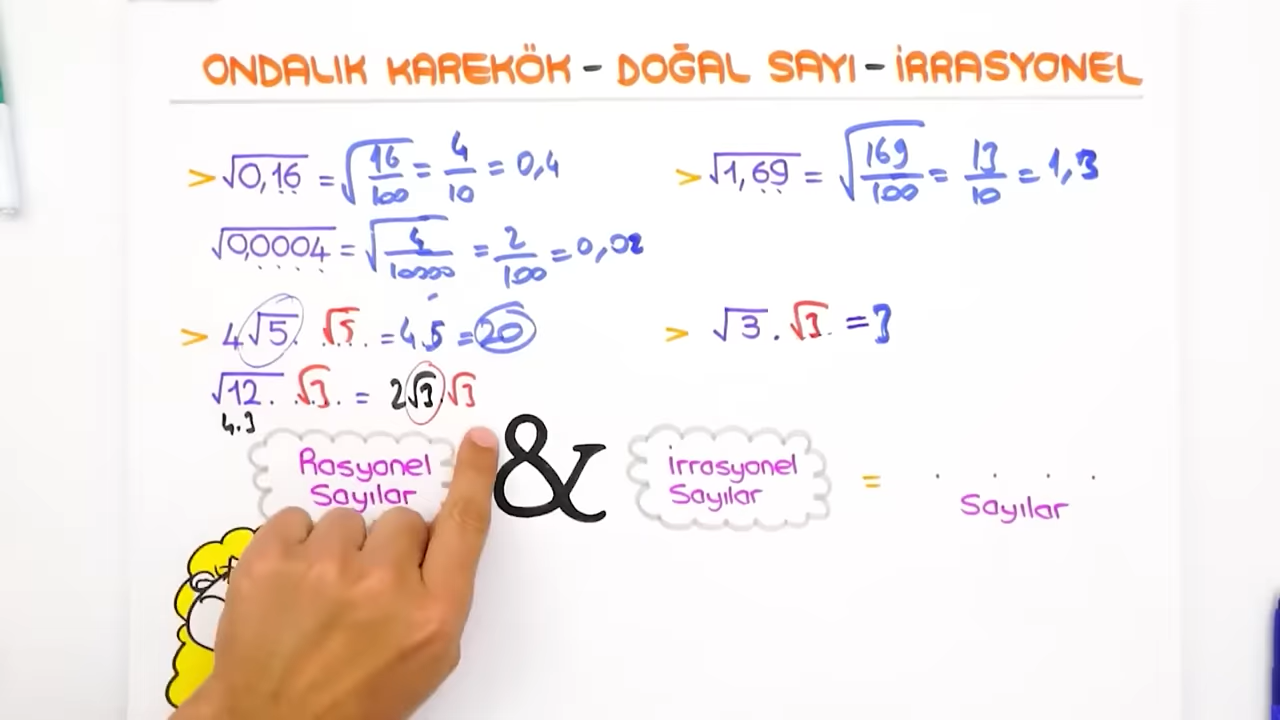 ONDALIK KAREKÖK - DOĞAL SAYI - İRRASYONEL
> √0,16 = √16/100 = 4/10 = 0,4
> √1,69 = √169/100 = 13/10 = 1,3
√0,0004 = √4/10000 = 2/100 = 0,02
> 4√5 . √5 = 4.5 = 20
> √3 . √3 = 3
√12 . √3 = 2√3.√3
4.3
Rasyonel
Sayılar
&
İrrasyonel
Sayılar
= . . . .
Sayılar